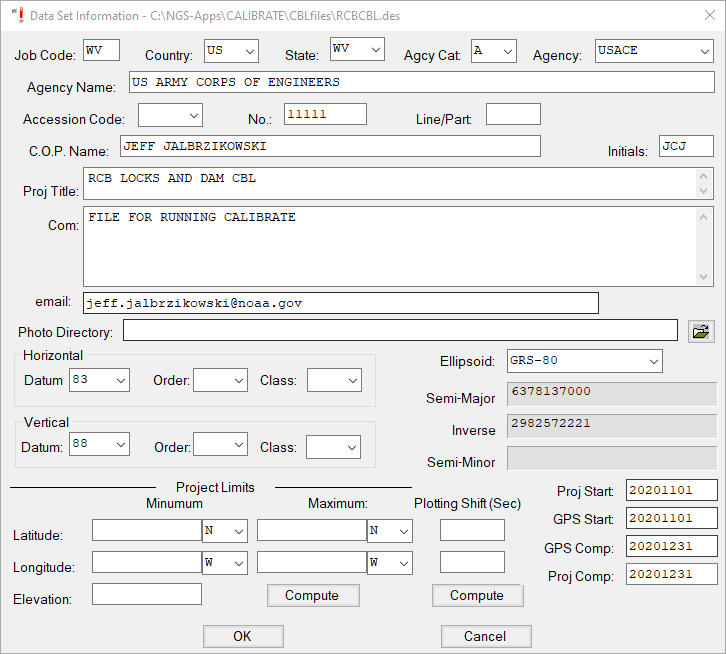 Data Set Information - C:\NGS-Apps\CALIBRATE\CBLfiles\RCBCBL.des
Job Code: WV Country: US State: WV Agcy Cat: A Agency: USACE
Agency Name: US ARMY CORPS OF ENGINEERS
Accession Code: No.: 11111 Line/Part:
C.O.P. Name: JEFF JALBRZIKOWSKI Initials: JCJ
Proj Title: RCB LOCKS AND DAM CBL
Com: FILE FOR RUNNING CALIBRATE
email: jeff.jalbrzikowski@noaa.gov
Photo Directory:
Horizontal
Datum 83 Order: Class:
Ellipsoid: GRS-80
Semi-Major 6378137000
Vertical
Datum: 88 Order: Class:
Inverse 2982572221
Semi-Minor
Project Limits
Minumum Maximum: Plotting Shift (Sec)
Latitude: N N
Longitude: W W
Elevation: Compute Compute
Proj Start: 20201101
GPS Start: 20201101
GPS Comp: 20201231
Proj Comp: 20201231
OK Cancel